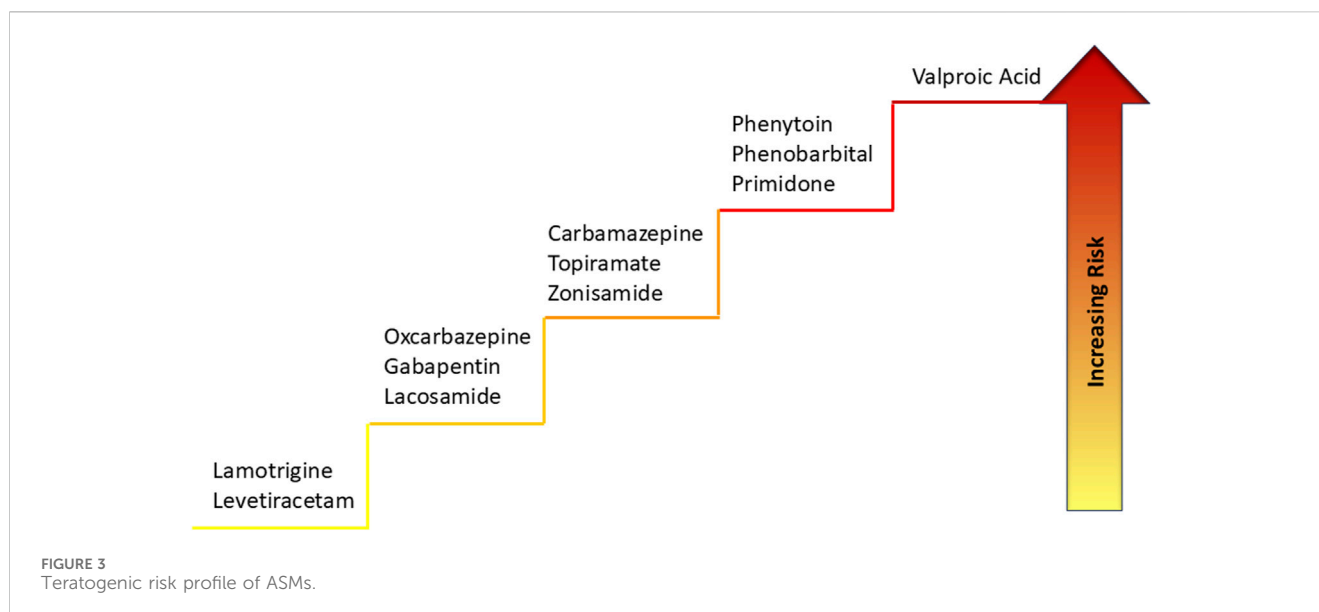 Valproic Acid
Phenytoin
Phenobarbital
Primidone
Carbamazepine
Topiramate
Zonisamide
Oxcarbazepine
Gabapentin
Lacosamide
Lamotrigine
Levetiracetam
Increasing Risk
FIGURE 3
Teratogenic risk profile of ASMs.